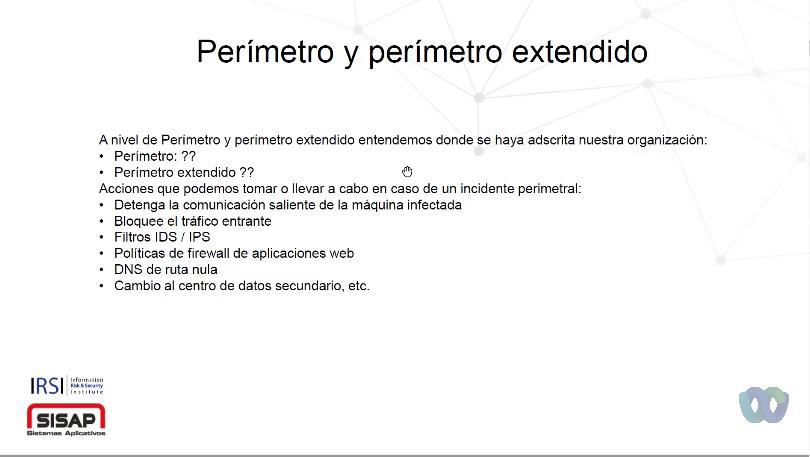 Perímetro y perímetro extendido
A nivel de Perímetro y perímetro extendido entendemos donde se haya adscrita nuestra organización:
• Perímetro: ??
• Perímetro extendido ??
Acciones que podemos tomar o llevar a cabo en caso de un incidente perimetral:
• Detenga la comunicación saliente de la máquina infectada
• Bloquee el tráfico entrante
• Filtros IDS / IPS
• Políticas de firewall de aplicaciones web
• DNS de ruta nula
• Cambio al centro de datos secundario, etc.
IRSI
Information
Risk & Security
Institute
SISAP
Sistemas Aplicativos